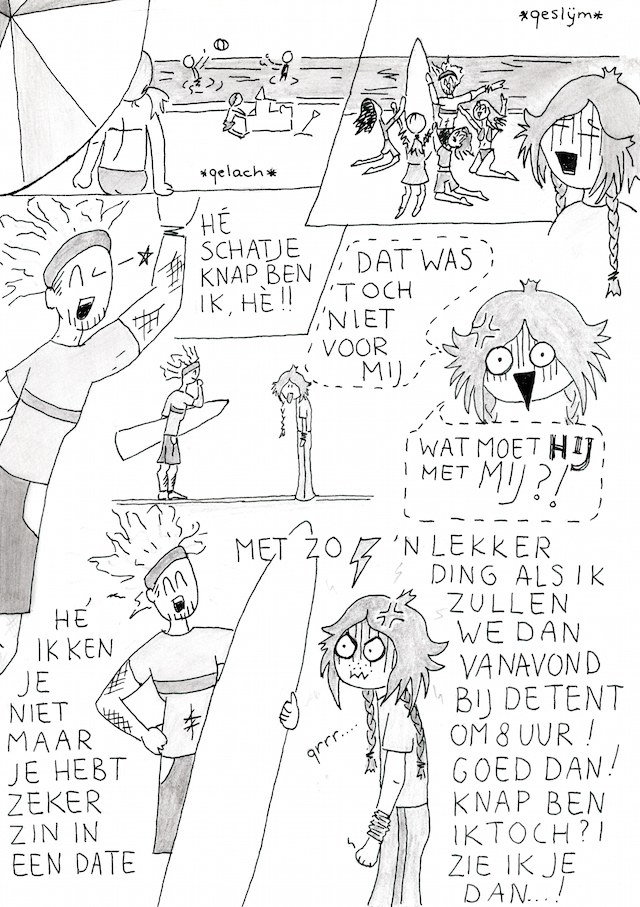 *geslijm*
*gelach*
HÉ
SCHATJE
KNAP BEN
IK, HÈ!!
DAT WAS
TOCH
NIET
VOOR
MIJ
WAT MOET HIJ
MET MIJ?!
HÉ
IK KEN
JE
NIET
MAAR
JE HEBT
ZEKER
ZIN IN
EEN DATE
MET ZO 'N LEKKER
DING ALS IK
ZULLEN
WE DAN
VANAVOND
BIJ DE TENT
OM 8 UUR!
GOED DAN!
KNAP BEN
IK TOCH?!
ZIE IK JE
DAN...!
grrr....